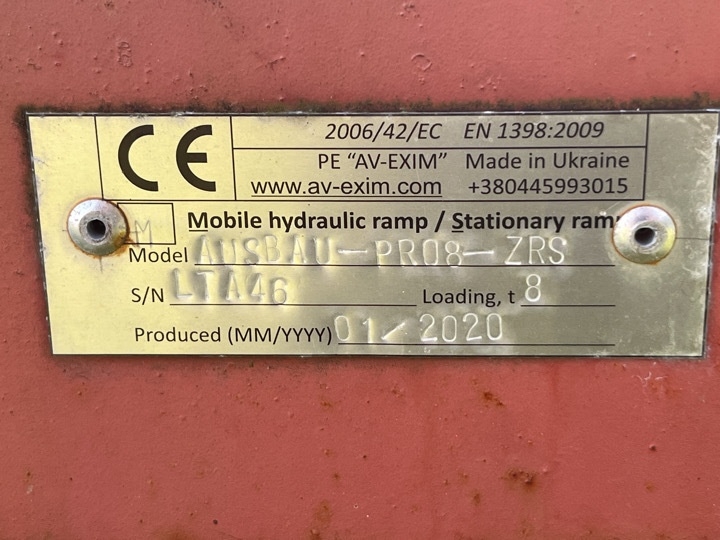 CE
2006/42/EC EN 1398:2009
PE “AV-EXIM” Made in Ukraine
www.av-exim.com +380445993015
M Mobile hydraulic ramp / Stationary ramp
Model AUSBAU-PRO8-ZRS
S/N LTA46 Loading, t 8
Produced (MM/YYYY) 01/2020